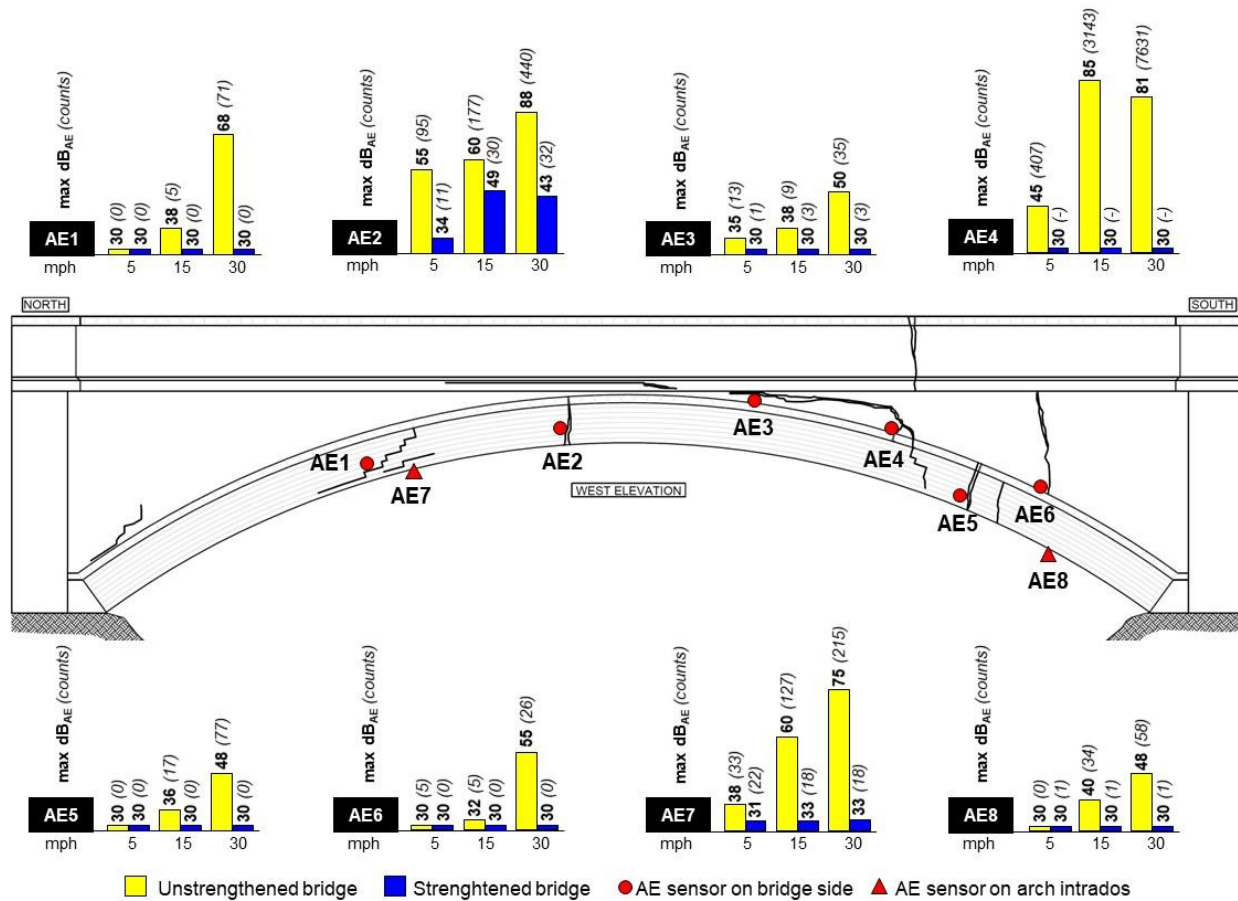 max dB_AE (counts)
30 (0) 30 (0) 38 (5) 30 (0) 68 (71) 30 (0)
AE1
mph 5 15 30
max dB_AE (counts)
55 (95) 34 (11) 60 (177) 49 (30) 88 (440) 43 (32)
AE2
mph 5 15 30
max dB_AE (counts)
35 (13) 30 (1) 38 (9) 30 (3) 50 (35) 30 (3)
AE3
mph 5 15 30
max dB_AE (counts)
45 (407) 30 (-) 85 (3143) 30 (-) 81 (7631) 30 (-)
AE4
mph 5 15 30
NORTH
SOUTH
AE1
AE7
AE2
WEST ELEVATION
AE3
AE4
AE5
AE6
AE8
max dB_AE (counts)
30 (0) 30 (0) 36 (17) 30 (0) 48 (77) 30 (0)
AE5
mph 5 15 30
max dB_AE (counts)
30 (5) 30 (0) 32 (5) 30 (0) 55 (26) 30 (0)
AE6
mph 5 15 30
max dB_AE (counts)
38 (33) 31 (22) 60 (127) 33 (18) 75 (215) 33 (18)
AE7
mph 5 15 30
max dB_AE (counts)
30 (0) 30 (1) 40 (34) 30 (1) 48 (58) 30 (1)
AE8
mph 5 15 30
Unstrengthened bridge Strenghtened bridge AE sensor on bridge side AE sensor on arch intrados